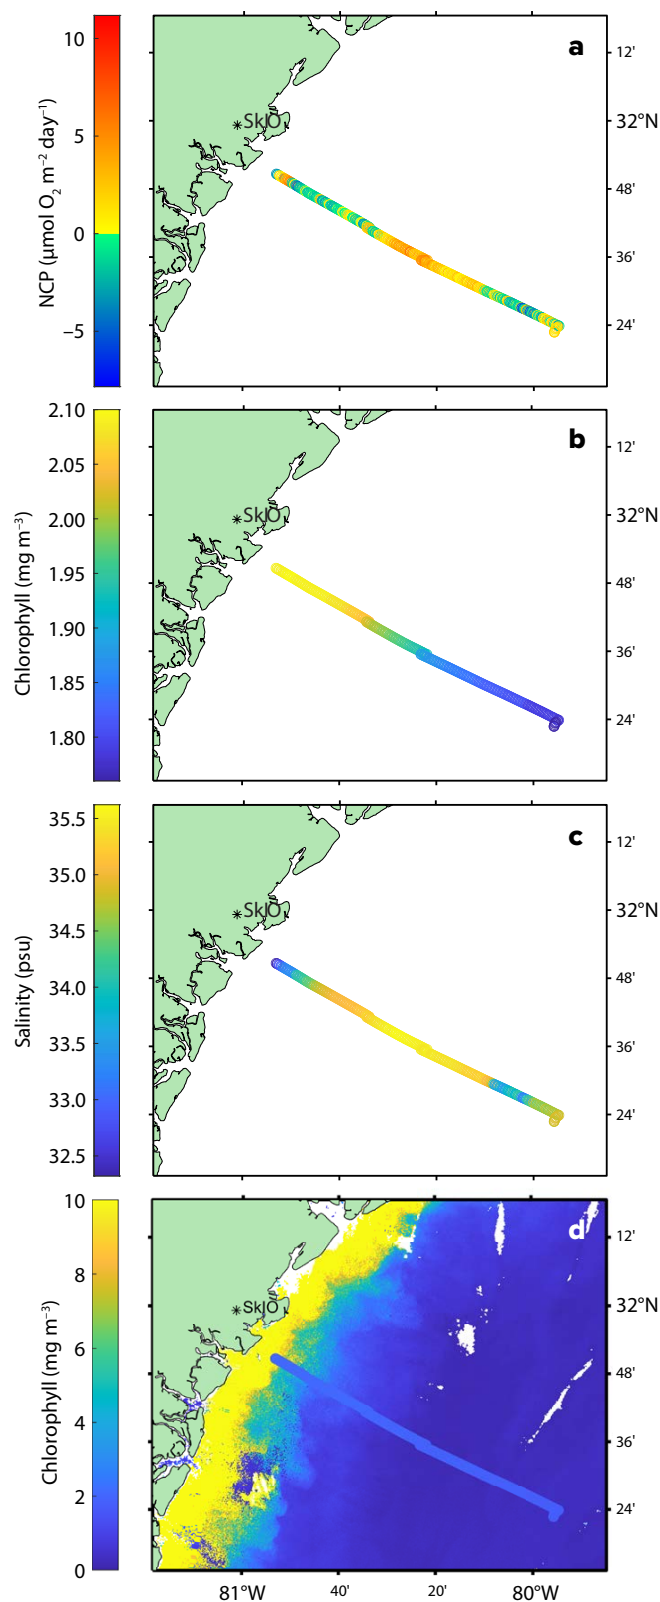 a
10
5
0
−5
NCP (μmol O₂ m⁻² day⁻¹)
SkIO
12'
32°N
48'
36'
24'
b
2.10
2.05
2.00
1.95
1.90
1.85
1.80
Chlorophyll (mg m⁻³)
SkIO
12'
32°N
48'
36'
24'
c
35.5
35.0
34.5
34.0
33.5
33.0
32.5
Salinity (psu)
SkIO
12'
32°N
48'
36'
24'
d
10
8
6
4
2
0
Chlorophyll (mg m⁻³)
SkIO
12'
32°N
48'
36'
24'
81°W 40' 20' 80°W